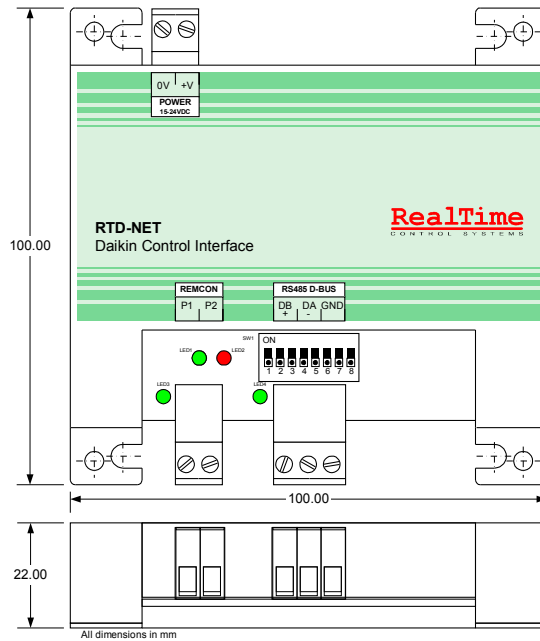 0V +V
POWER
15-24VDC
RealTime
CONTROL SYSTEMS
RTD-NET
Daikin Control Interface
100.00
REMCON
RS485 D-BUS
P1 P2
DB DA GND
+ -
SW1
ON
LED1
LED2
1 2 3 4 5 6 7 8
LED3
LED4
100.00
22.00
All dimensions in mm